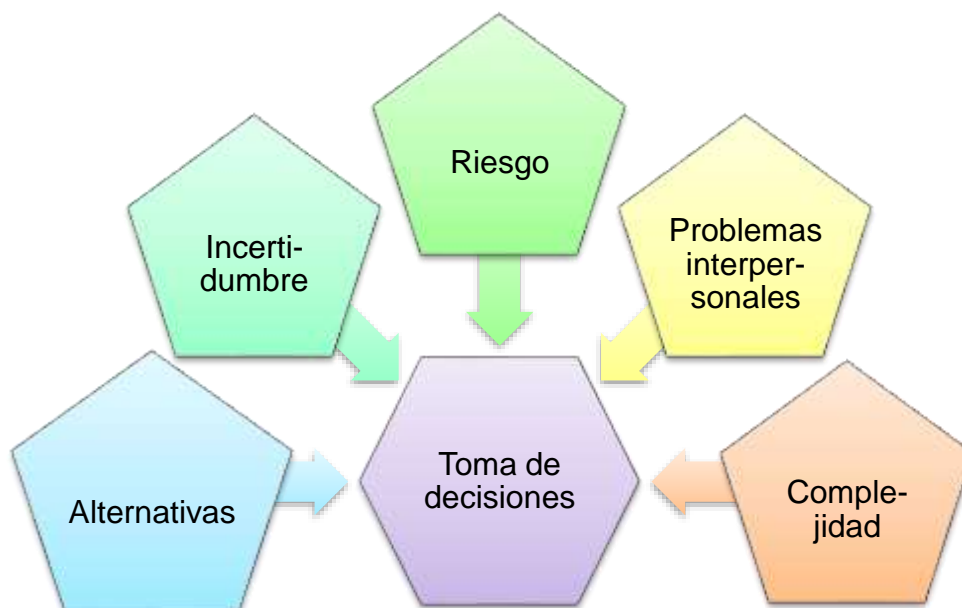 Riesgo
Incerti-
dumbre
Problemas
interper-
sonales
Alternativas
Toma de
decisiones
Comple-
jidad